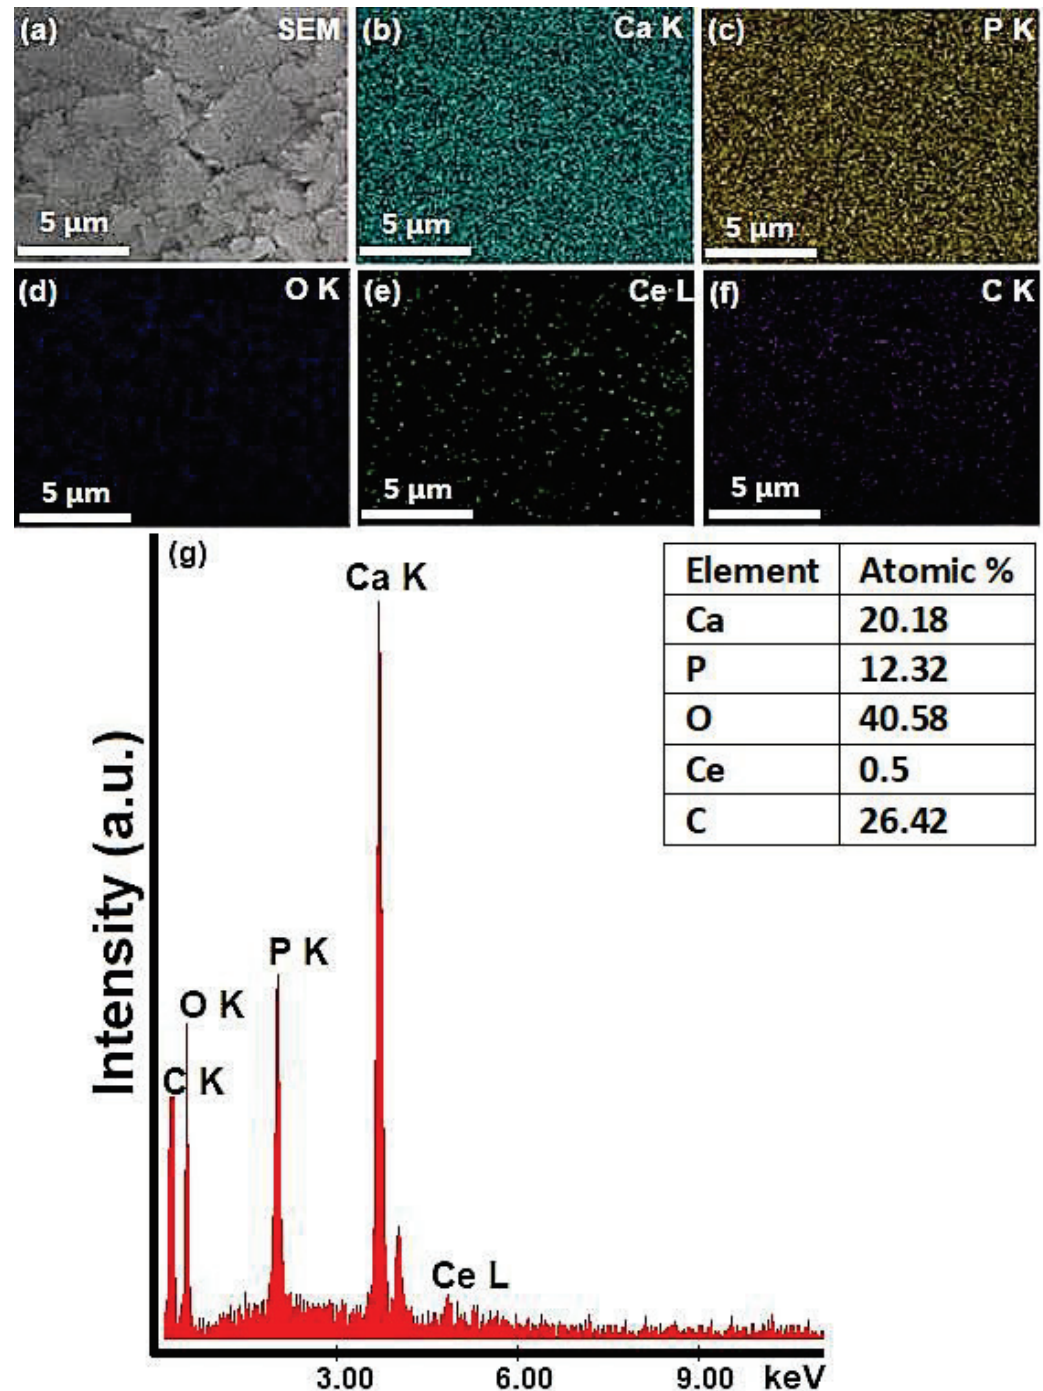 (a) SEM
5 µm
(b) Ca K
5 µm
(c) P K
5 µm
(d) O K
5 µm
(e) Ce L
5 µm
(f) C K
5 µm
(g)
Ca K
P K
O K
C K
Ce L
Intensity (a.u.)
3.00 6.00 9.00 keV
Element Atomic %
Ca 20.18
P 12.32
O 40.58
Ce 0.5
C 26.42